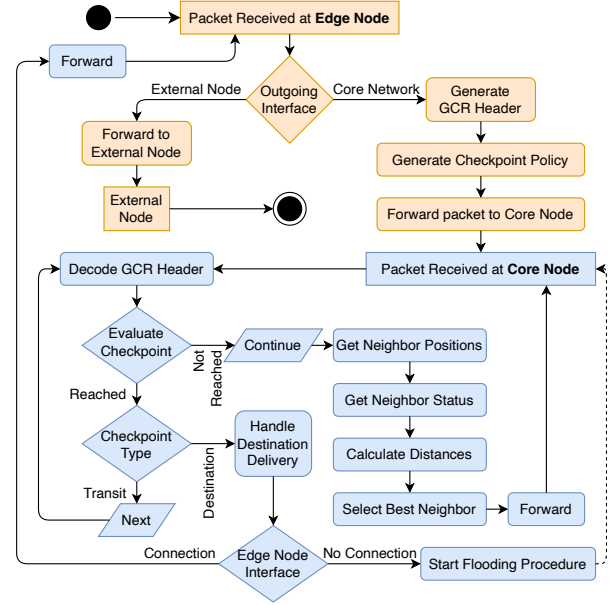 Packet Received at Edge Node
Forward
External Node
Outgoing
Interface
Core Network
Generate
GCR Header
Forward to
External Node
Generate Checkpoint Policy
External
Node
Forward packet to Core Node
Decode GCR Header
Packet Received at Core Node
Evaluate
Checkpoint
Not
Reached
Continue
Get Neighbor Positions
Reached
Get Neighbor Status
Checkpoint
Type
Destination
Handle
Destination
Delivery
Calculate Distances
Transit
Next
Select Best Neighbor
Forward
Connection
Edge Node
Interface
No Connection
Start Flooding Procedure